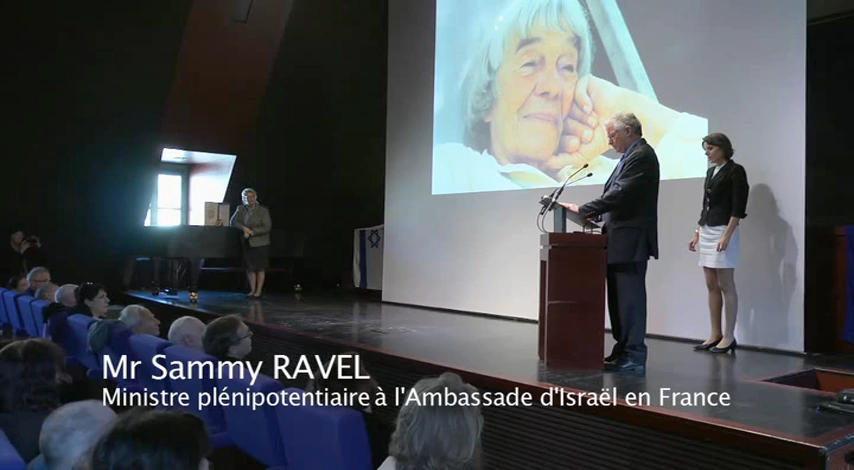 Mr Sammy RAVEL
Ministre plénipotentiaire à l'Ambassade d'Israël en France